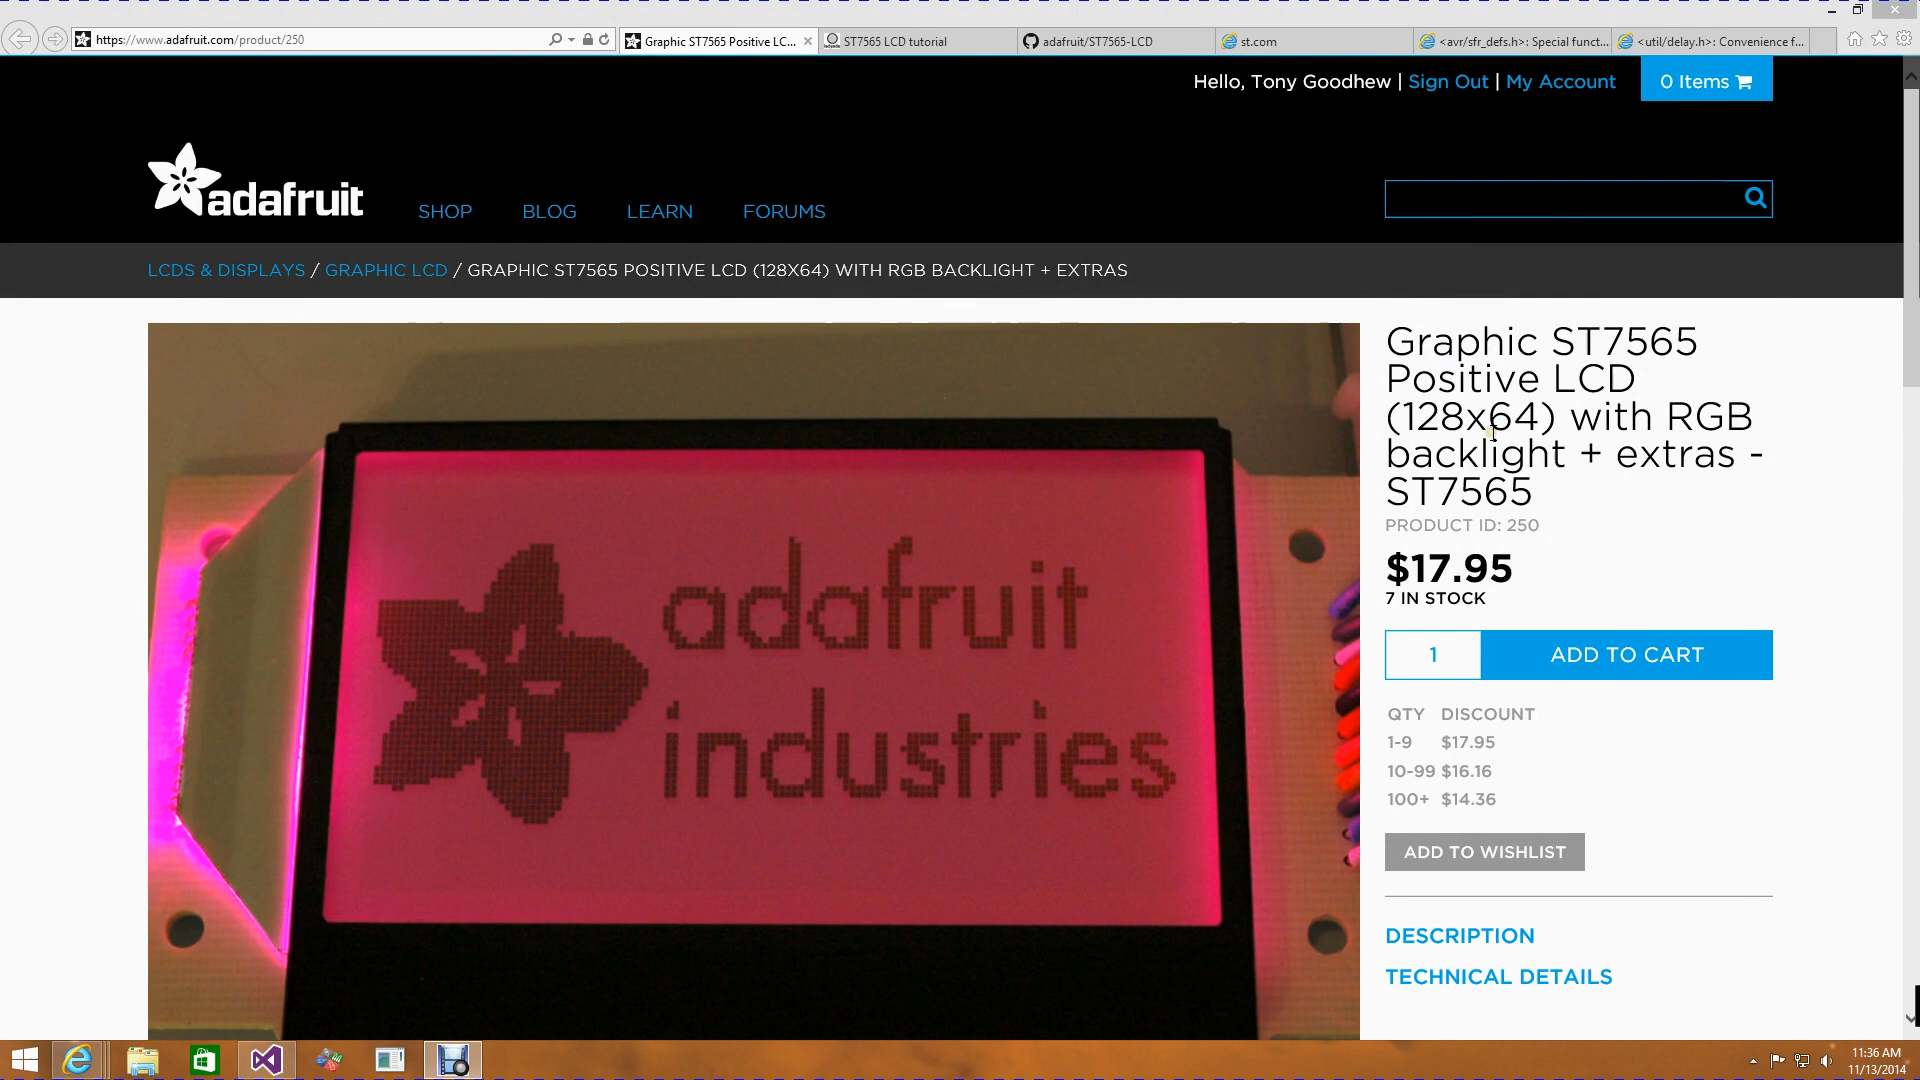 https://www.adafruit.com/product/250
Graphic ST7565 Positive LC...
ST7565 LCD tutorial
adafruit/ST7565-LCD
st.com
<avr/sfr_defs.h>: Special funct...
<util/delay.h>: Convenience f...
Hello, Tony Goodhew | Sign Out | My Account
0 Items
adafruit
SHOP
BLOG
LEARN
FORUMS
LCDS & DISPLAYS / GRAPHIC LCD / GRAPHIC ST7565 POSITIVE LCD (128X64) WITH RGB BACKLIGHT + EXTRAS
adafruit
industries
Graphic ST7565
Positive LCD
(128x64) with RGB
backlight + extras -
ST7565
PRODUCT ID: 250
$17.95
7 IN STOCK
1
ADD TO CART
QTY DISCOUNT
1-9 $17.95
10-99 $16.16
100+ $14.36
ADD TO WISHLIST
DESCRIPTION
TECHNICAL DETAILS
11:36 AM
11/13/2014